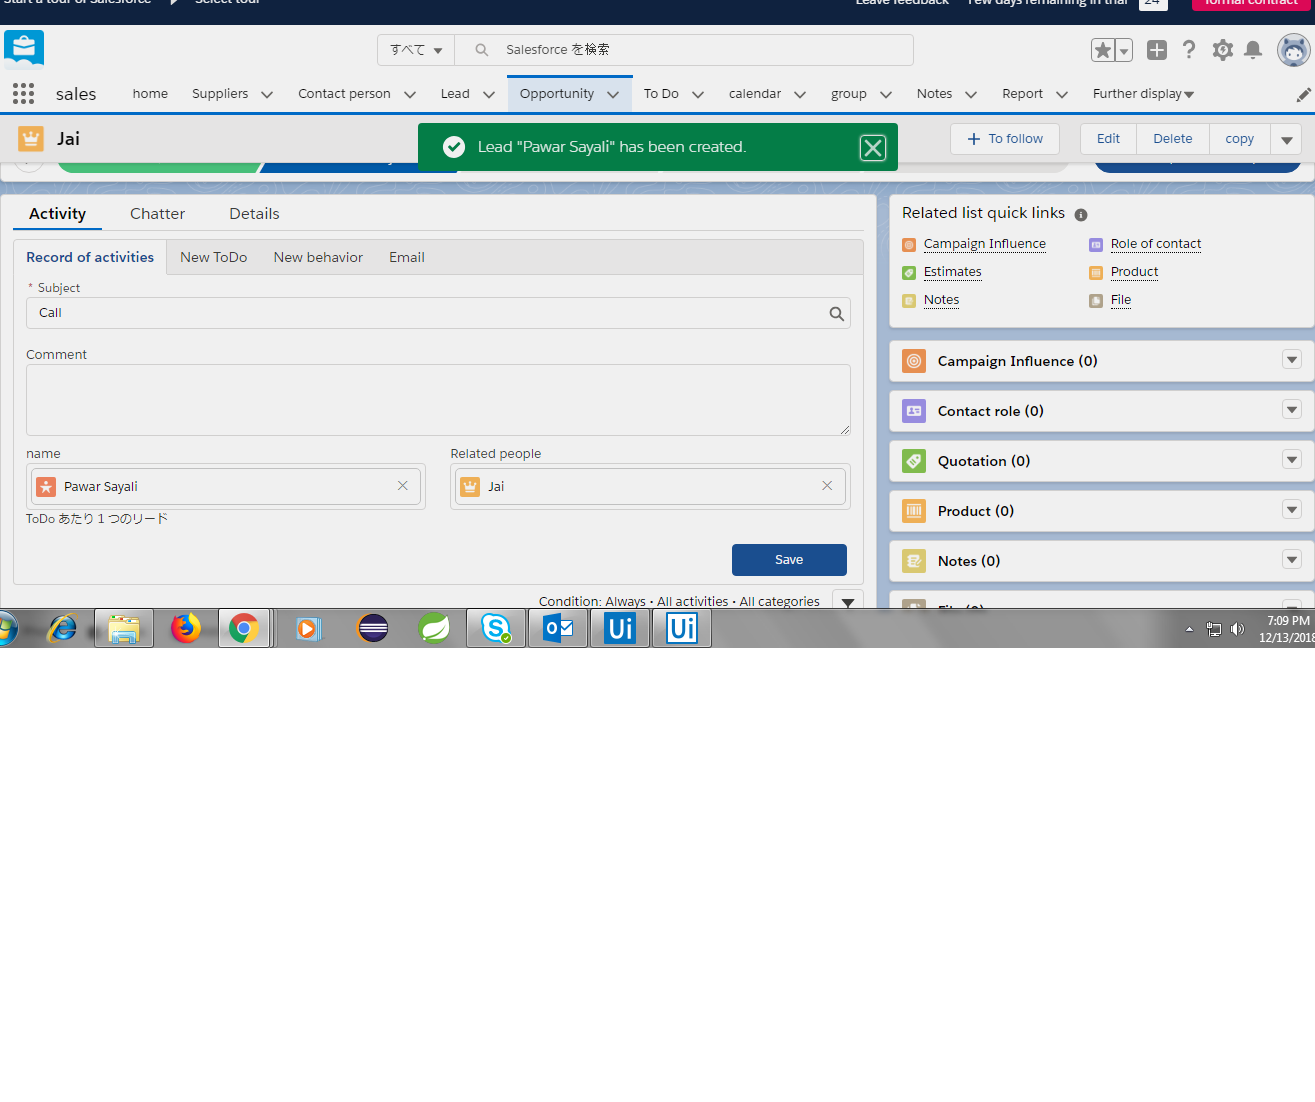 Start a tour of Salesforce Select tour Leave feedback Few days remaining in trial 24 formal contract
すべて Salesforce を検索
sales home Suppliers Contact person Lead Opportunity To Do calendar group Notes Report Further display
Jai
Lead "Pawar Sayali" has been created.
To follow Edit Delete copy
Activity Chatter Details
Record of activities New ToDo New behavior Email
* Subject
Call
Comment
name Related people
Pawar Sayali Jai
ToDo あたり 1 つのリード
Save
Condition: Always • All activities • All categories
Related list quick links
Campaign Influence Role of contact
Estimates Product
Notes File
Campaign Influence (0)
Contact role (0)
Quotation (0)
Product (0)
Notes (0)
File (0)
Ui Ui
7:09 PM
12/13/2018